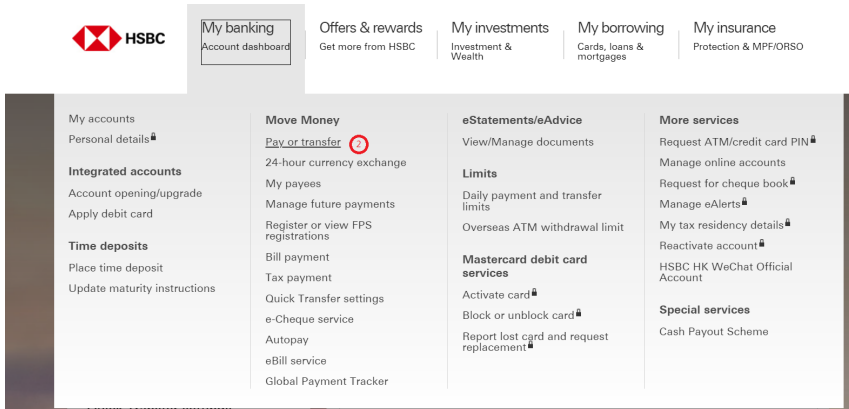 HSBC
My banking
Account dashboard
Offers & rewards
Get more from HSBC
My investments
Investment &
Wealth
My borrowing
Cards, loans &
mortgages
My insurance
Protection & MPF/ORSO
My accounts
Personal details
Integrated accounts
Account opening/upgrade
Apply debit card
Time deposits
Place time deposit
Update maturity instructions
Move Money
Pay or transfer 2
24-hour currency exchange
My payees
Manage future payments
Register or view FPS
registrations
Bill payment
Tax payment
Quick Transfer settings
e-Cheque service
Autopay
eBill service
Global Payment Tracker
eStatements/eAdvice
View/Manage documents
Limits
Daily payment and transfer
limits
Overseas ATM withdrawal limit
Mastercard debit card
services
Activate card
Block or unblock card
Report lost card and request
replacement
More services
Request ATM/credit card PIN
Manage online accounts
Request for cheque book
Manage eAlerts
My tax residency details
Reactivate account
HSBC HK WeChat Official
Account
Special services
Cash Payout Scheme